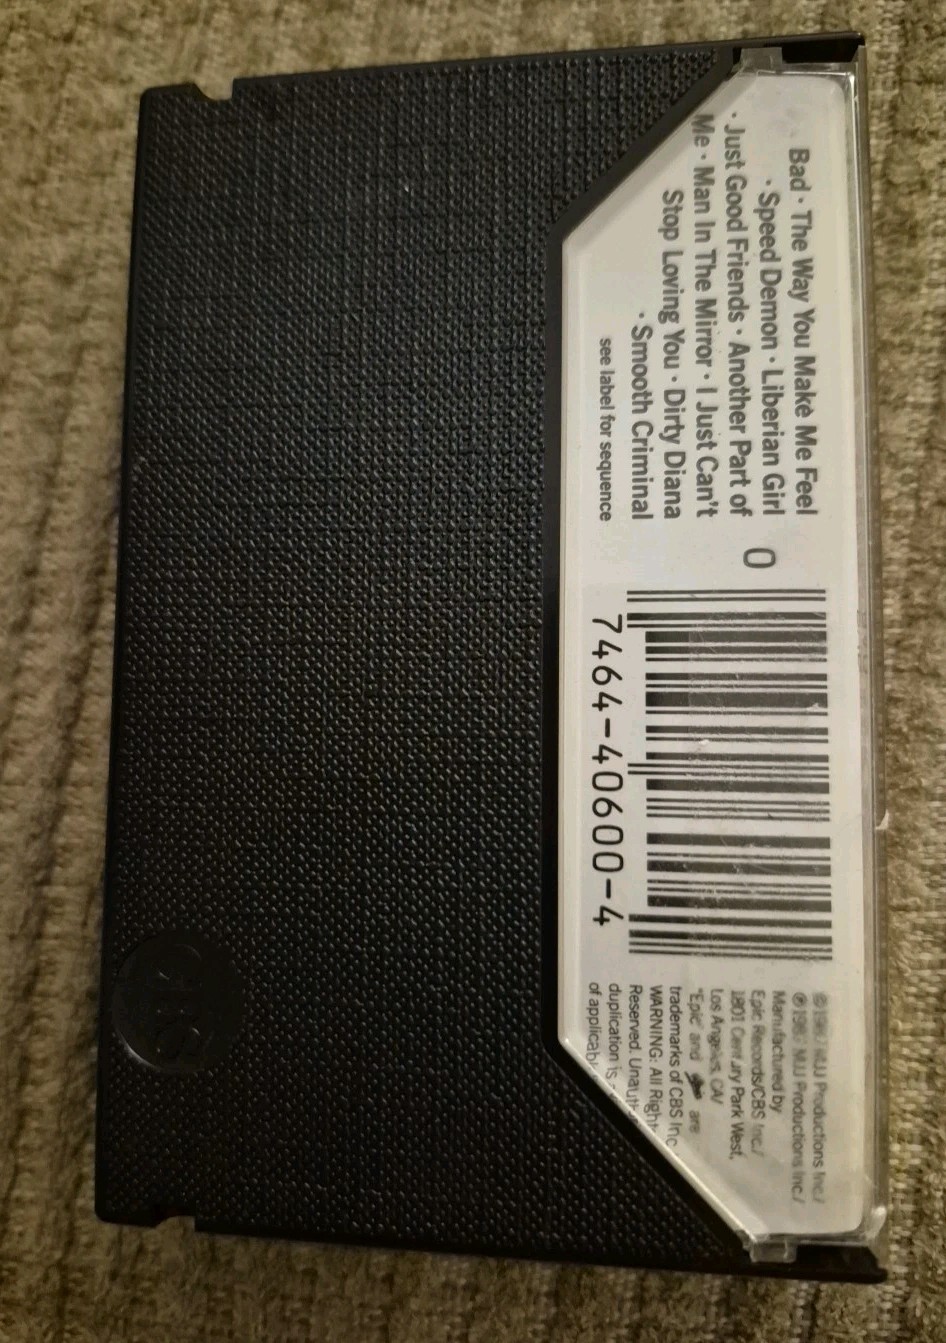 Bad · The Way You Make Me Feel
· Speed Demon · Liberian Girl
· Just Good Friends · Another Part of
Me · Man In The Mirror · I Just Can't
Stop Loving You · Dirty Diana
· Smooth Criminal
see label for sequence
0
7464-40600-4
MJJ Productions Inc./
MJJ Productions Inc./
Manufactured by
Epic Records/CBS Inc./
1801 Century Park West,
Los Angeles, CA/
"Epic" and are
trademarks of CBS Inc.
WARNING: All Right
Reserved. Unauth
duplication is
of applicabl
CBS